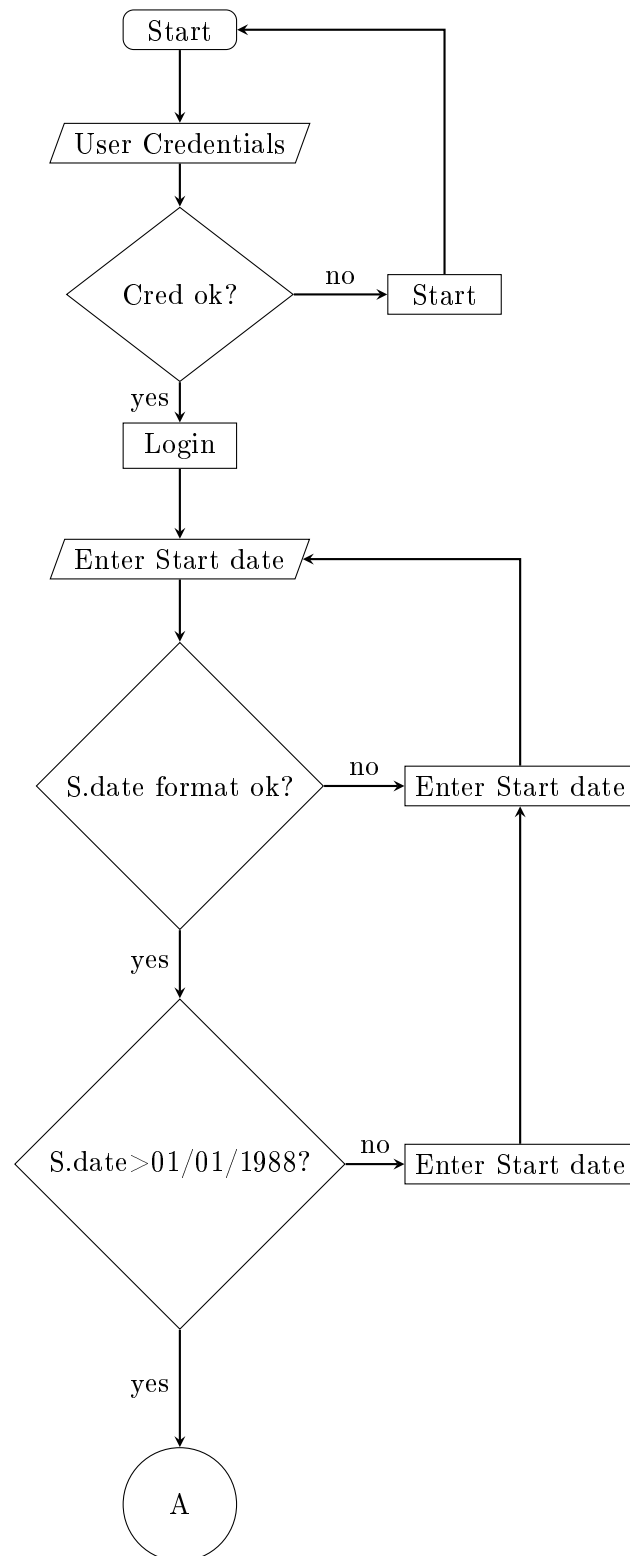 Start
User Credentials
Cred ok?
no
Start
yes
Login
Enter Start date
S.date format ok?
no
Enter Start date
yes
S.date>01/01/1988?
no
Enter Start date
yes
A